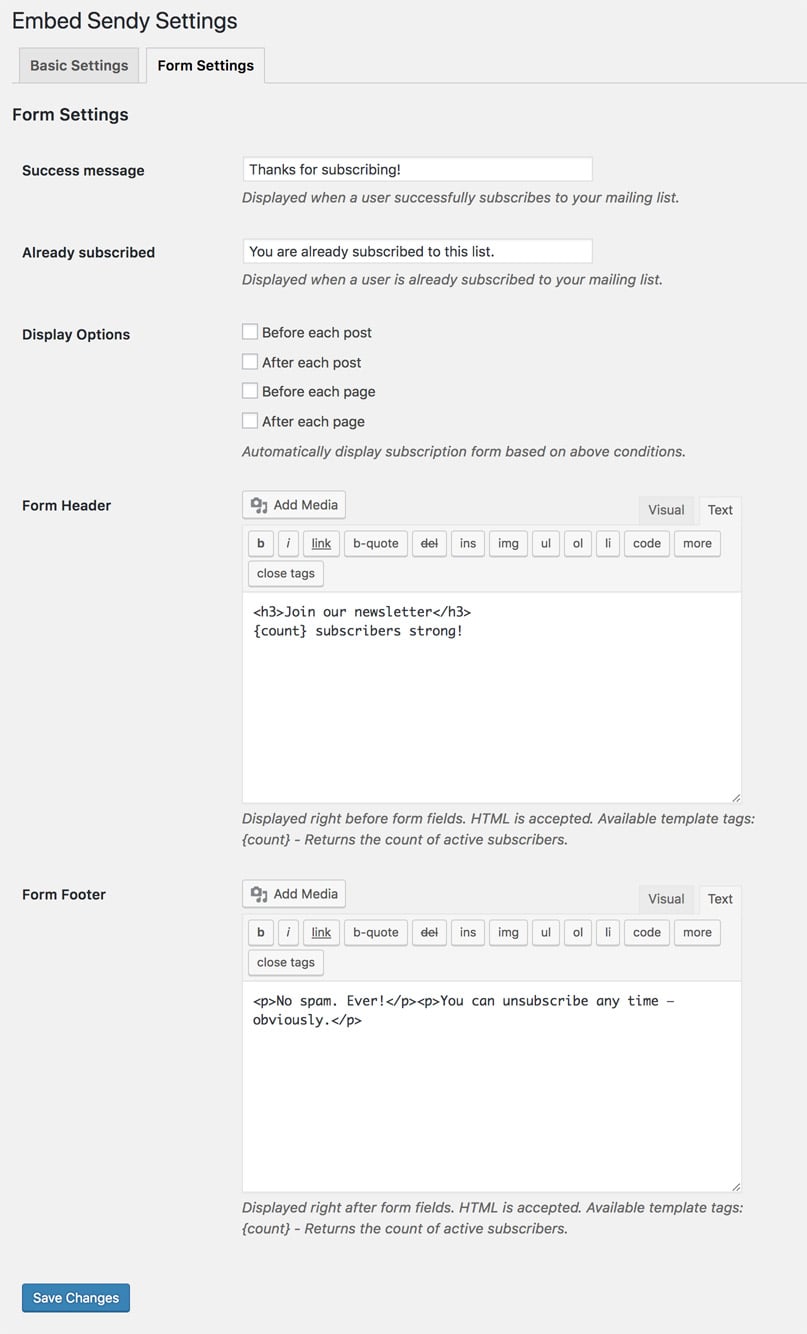 Embed Sendy Settings
Basic Settings Form Settings
Form Settings
Success message Thanks for subscribing!
Displayed when a user successfully subscribes to your mailing list.
Already subscribed You are already subscribed to this list.
Displayed when a user is already subscribed to your mailing list.
Display Options Before each post
After each post
Before each page
After each page
Automatically display subscription form based on above conditions.
Form Header Add Media Visual Text
b i link b-quote del ins img ul ol li code more
close tags
<h3>Join our newsletter</h3>
{count} subscribers strong!
Displayed right before form fields. HTML is accepted. Available template tags:
{count} - Returns the count of active subscribers.
Form Footer Add Media Visual Text
b i link b-quote del ins img ul ol li code more
close tags
<p>No spam. Ever!</p><p>You can unsubscribe any time –
obviously.</p>
Displayed right after form fields. HTML is accepted. Available template tags:
{count} - Returns the count of active subscribers.
Save Changes